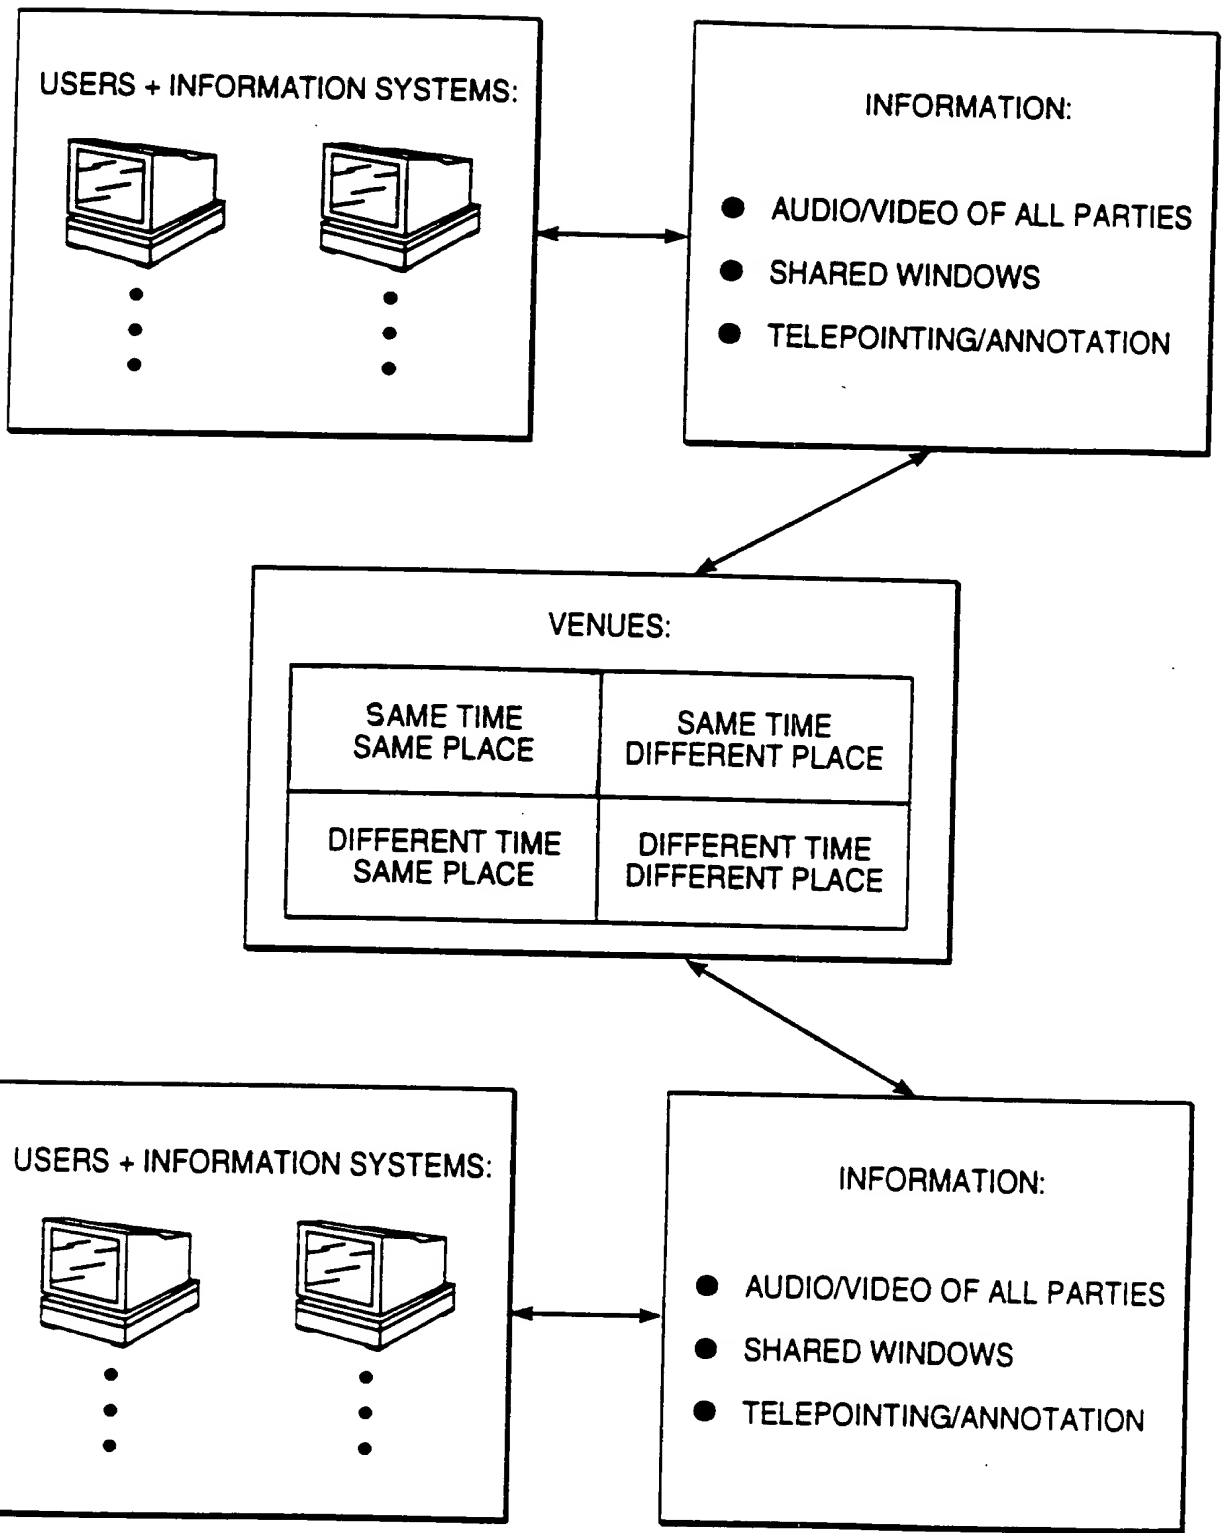 USERS + INFORMATION SYSTEMS:
INFORMATION:
● AUDIO/VIDEO OF ALL PARTIES
● SHARED WINDOWS
● TELEPOINTING/ANNOTATION
VENUES:
SAME TIME
SAME PLACE
SAME TIME
DIFFERENT PLACE
DIFFERENT TIME
SAME PLACE
DIFFERENT TIME
DIFFERENT PLACE
USERS + INFORMATION SYSTEMS:
INFORMATION:
● AUDIO/VIDEO OF ALL PARTIES
● SHARED WINDOWS
● TELEPOINTING/ANNOTATION